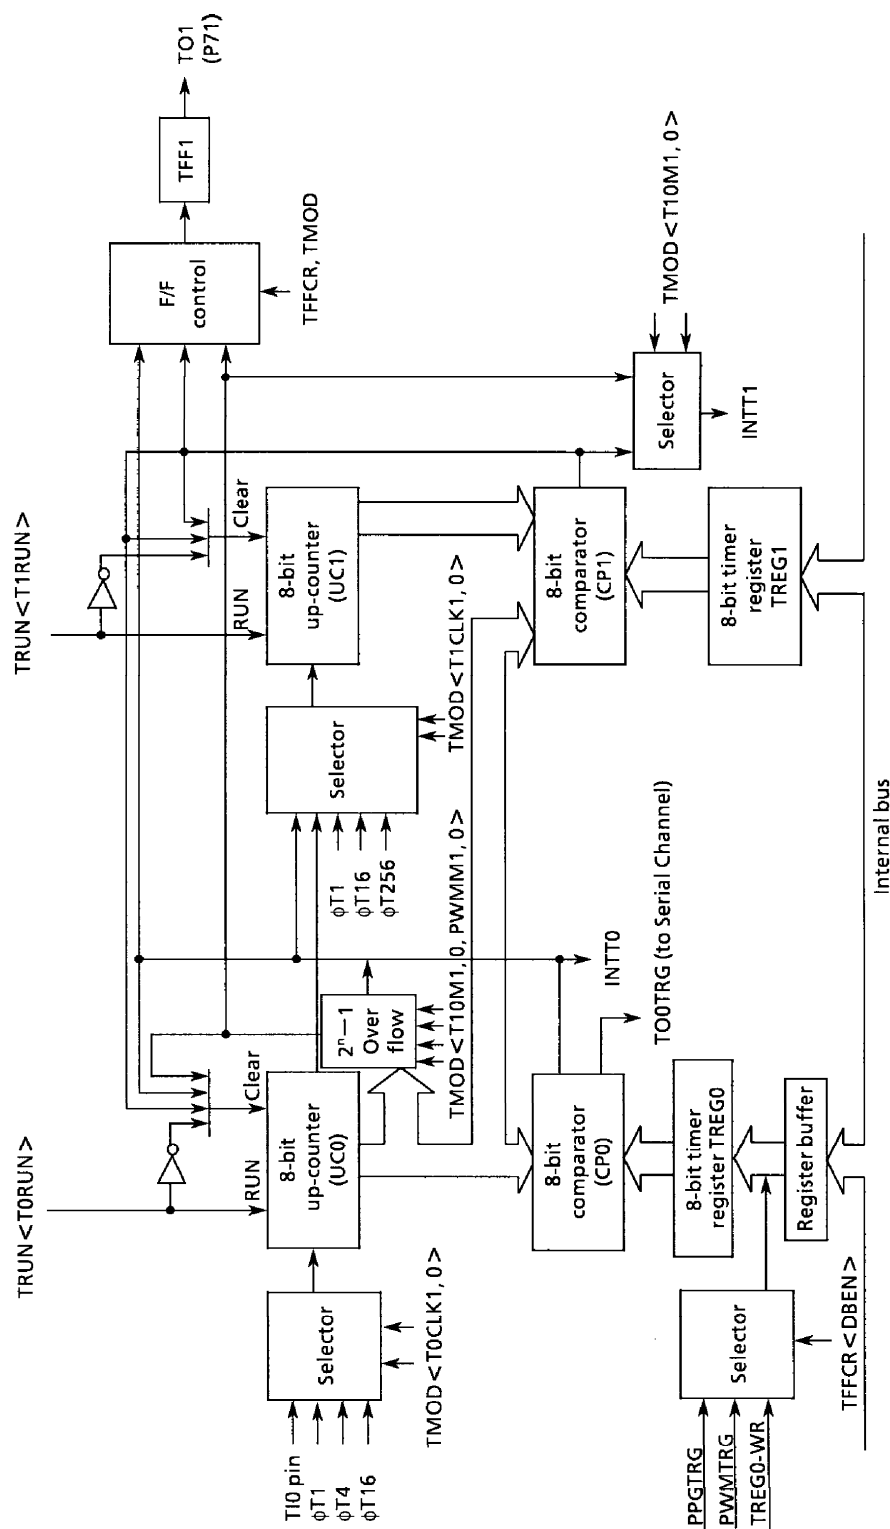 TRUN<T0RUN>
TRUN<T1RUN>
TO1
(P71)
TFF1
F/F
control
TFFCR, TMOD
RUN
Clear
RUN
Clear
TI0 pin
φT1
φT4
φT16
Selector
TMOD<T0CLK1, 0>
8-bit
up-counter
(UC0)
2ⁿ−1
Over
flow
TMOD<T10M1, 0, PWMM1, 0>
φT1
φT16
φT256
Selector
TMOD<T1CLK1, 0>
8-bit
up-counter
(UC1)
8-bit
comparator
(CP0)
INTT0
TO0TRG (to Serial Channel)
8-bit
comparator
(CP1)
Selector
TMOD<T10M1, 0>
INTT1
PPGTRG
PWMTRG
TREG0-WR
Selector
TFFCR<DBEN>
8-bit timer
register TREG0
Register buffer
8-bit timer
register
TREG1
Internal bus